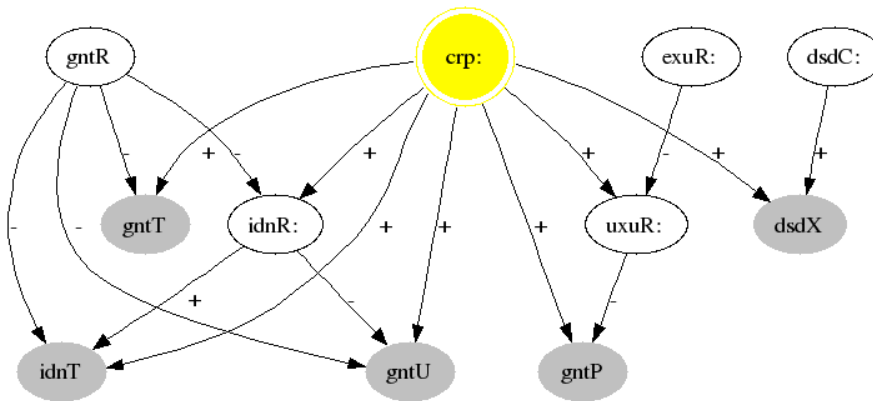 gntR crp: exuR: dsdC:
- + - + + - + +
gntT idnR: uxuR: dsdX
- - + + + +
+ - -
idnT gntU gntP